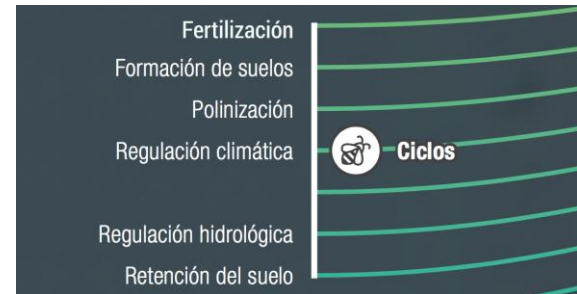 Fertilización
Formación de suelos
Polinización
Regulación climática
Ciclos
Regulación hidrológica
Retención del suelo